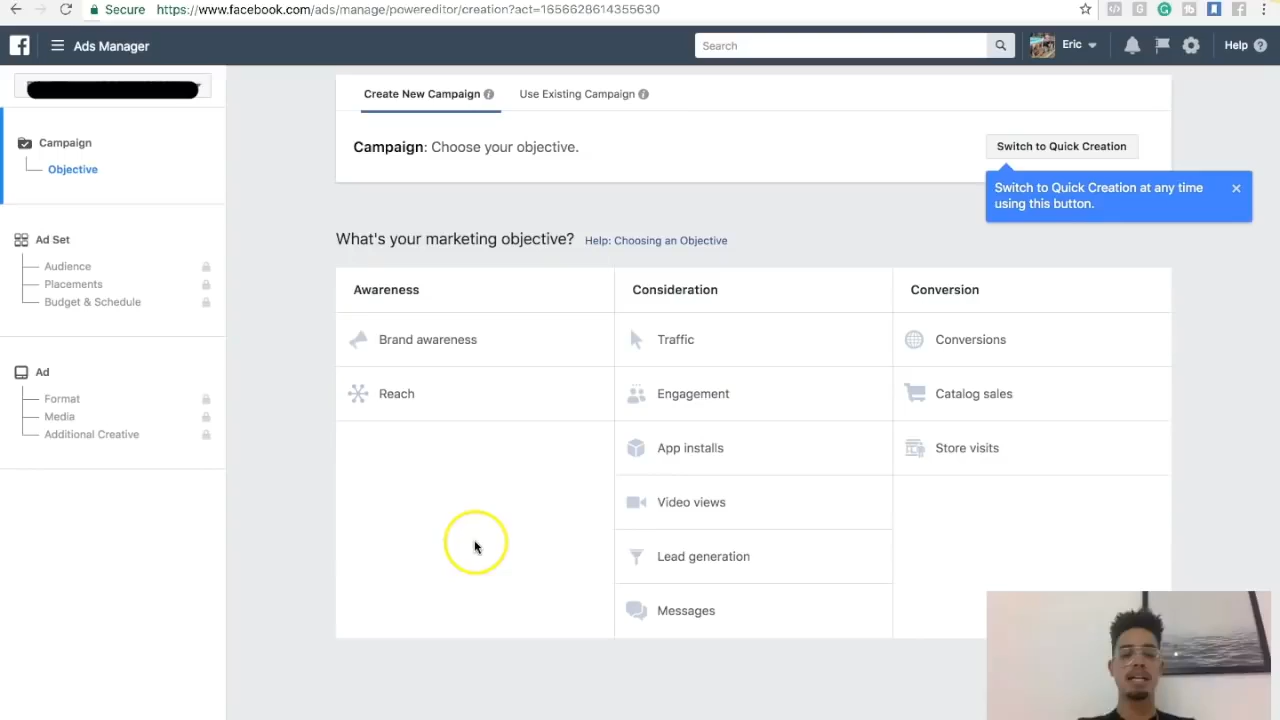 Secure https://www.facebook.com/ads/manage/powereditor/creation?act=1656628614355630
Ads Manager
Search
Eric
Help
Create New Campaign
Use Existing Campaign
Campaign: Choose your objective.
Switch to Quick Creation
Switch to Quick Creation at any time
using this button.
Campaign
Objective
Ad Set
Audience
Placements
Budget & Schedule
Ad
Format
Media
Additional Creative
What's your marketing objective? Help: Choosing an Objective
Awareness
Brand awareness
Reach
Consideration
Traffic
Engagement
App installs
Video views
Lead generation
Messages
Conversion
Conversions
Catalog sales
Store visits